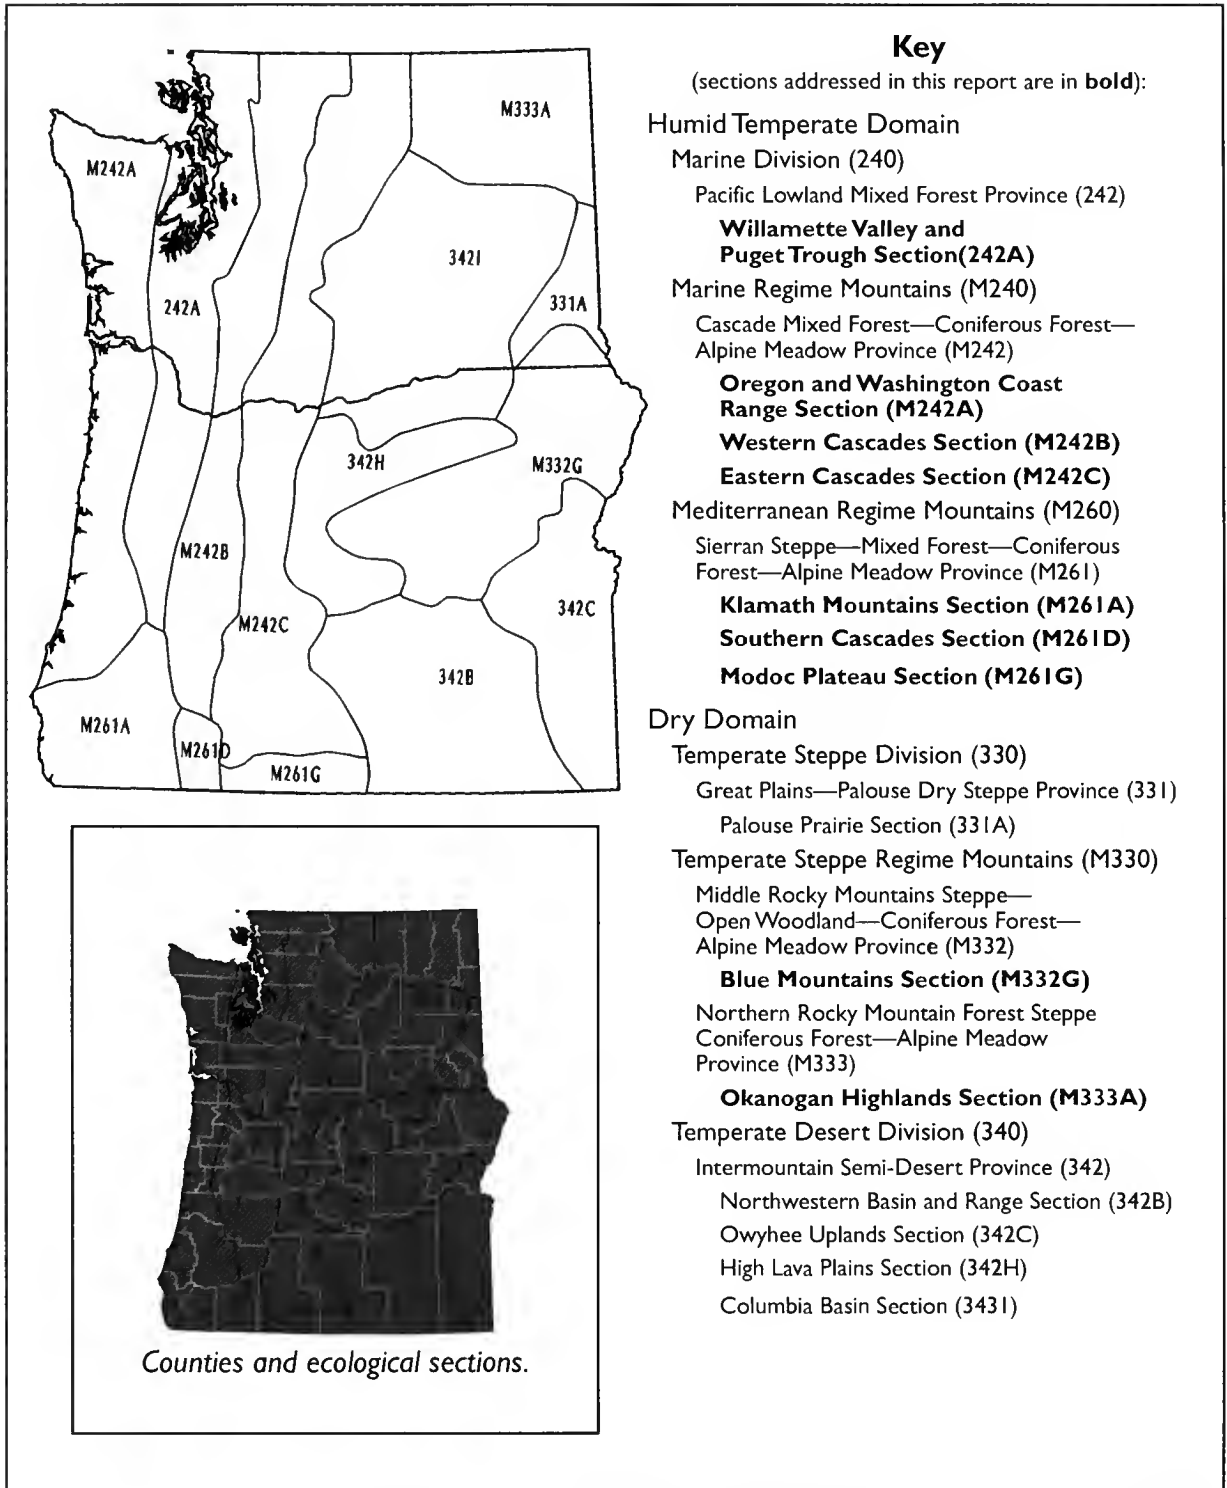 M333A
M242A
342I
331A
242A
342H
M332G
M242B
342C
M242C
342B
M261A
M261D
M261G
Counties and ecological sections.
Key
(sections addressed in this report are in bold):
Humid Temperate Domain
Marine Division (240)
Pacific Lowland Mixed Forest Province (242)
Willamette Valley and
Puget Trough Section(242A)
Marine Regime Mountains (M240)
Cascade Mixed Forest—Coniferous Forest—
Alpine Meadow Province (M242)
Oregon and Washington Coast
Range Section (M242A)
Western Cascades Section (M242B)
Eastern Cascades Section (M242C)
Mediterranean Regime Mountains (M260)
Sierran Steppe—Mixed Forest—Coniferous
Forest—Alpine Meadow Province (M261)
Klamath Mountains Section (M261A)
Southern Cascades Section (M261D)
Modoc Plateau Section (M261G)
Dry Domain
Temperate Steppe Division (330)
Great Plains—Palouse Dry Steppe Province (331)
Palouse Prairie Section (331A)
Temperate Steppe Regime Mountains (M330)
Middle Rocky Mountains Steppe—
Open Woodland—Coniferous Forest—
Alpine Meadow Province (M332)
Blue Mountains Section (M332G)
Northern Rocky Mountain Forest Steppe
Coniferous Forest—Alpine Meadow
Province (M333)
Okanogan Highlands Section (M333A)
Temperate Desert Division (340)
Intermountain Semi-Desert Province (342)
Northwestern Basin and Range Section (342B)
Owyhee Uplands Section (342C)
High Lava Plains Section (342H)
Columbia Basin Section (3431)